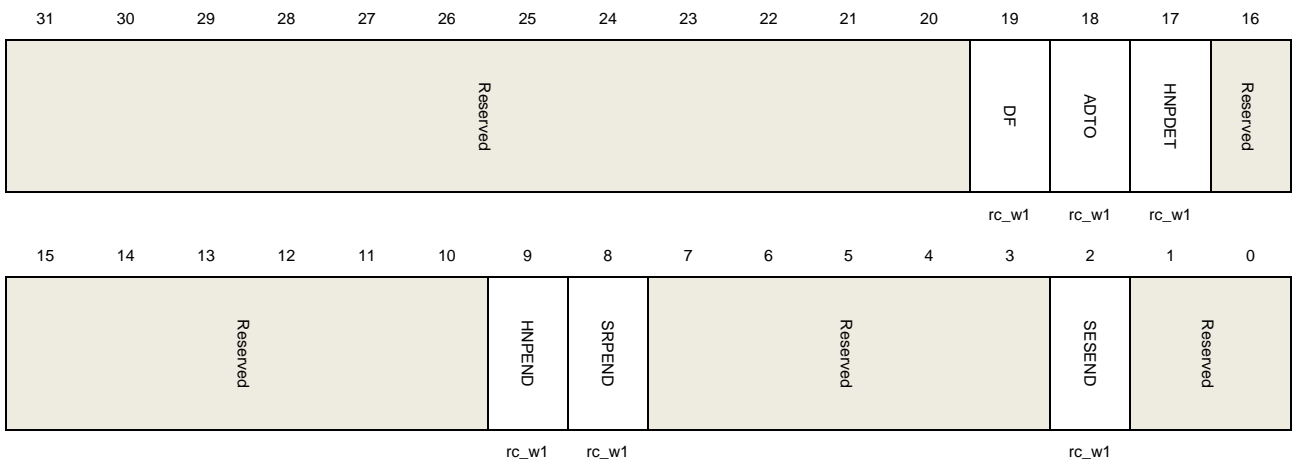 31 30 29 28 27 26 25 24 23 22 21 20 19 18 17 16
Reserved DF ADTO HNPDET Reserved
rc_w1 rc_w1 rc_w1
15 14 13 12 11 10 9 8 7 6 5 4 3 2 1 0
Reserved HNPEND SRPEND Reserved SESEND Reserved
rc_w1 rc_w1 rc_w1